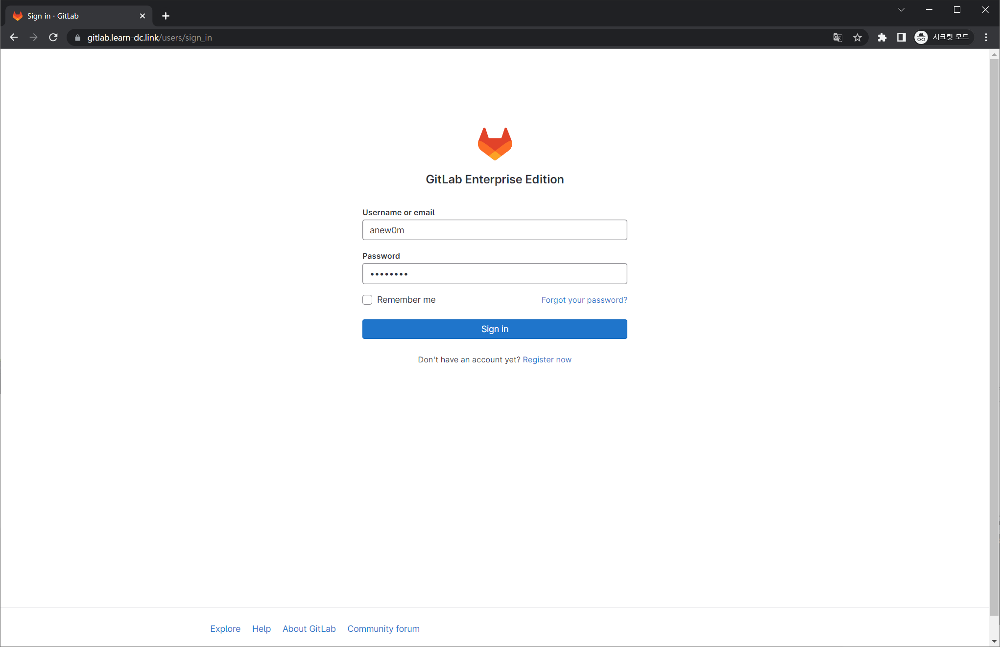 Sign in · GitLab
gitlab.learn-dc.link/users/sign_in
시크릿 모드
GitLab Enterprise Edition
Username or email
anew0m
Password
••••••••
Remember me
Forgot your password?
Sign in
Don't have an account yet? Register now
Explore Help About GitLab Community forum